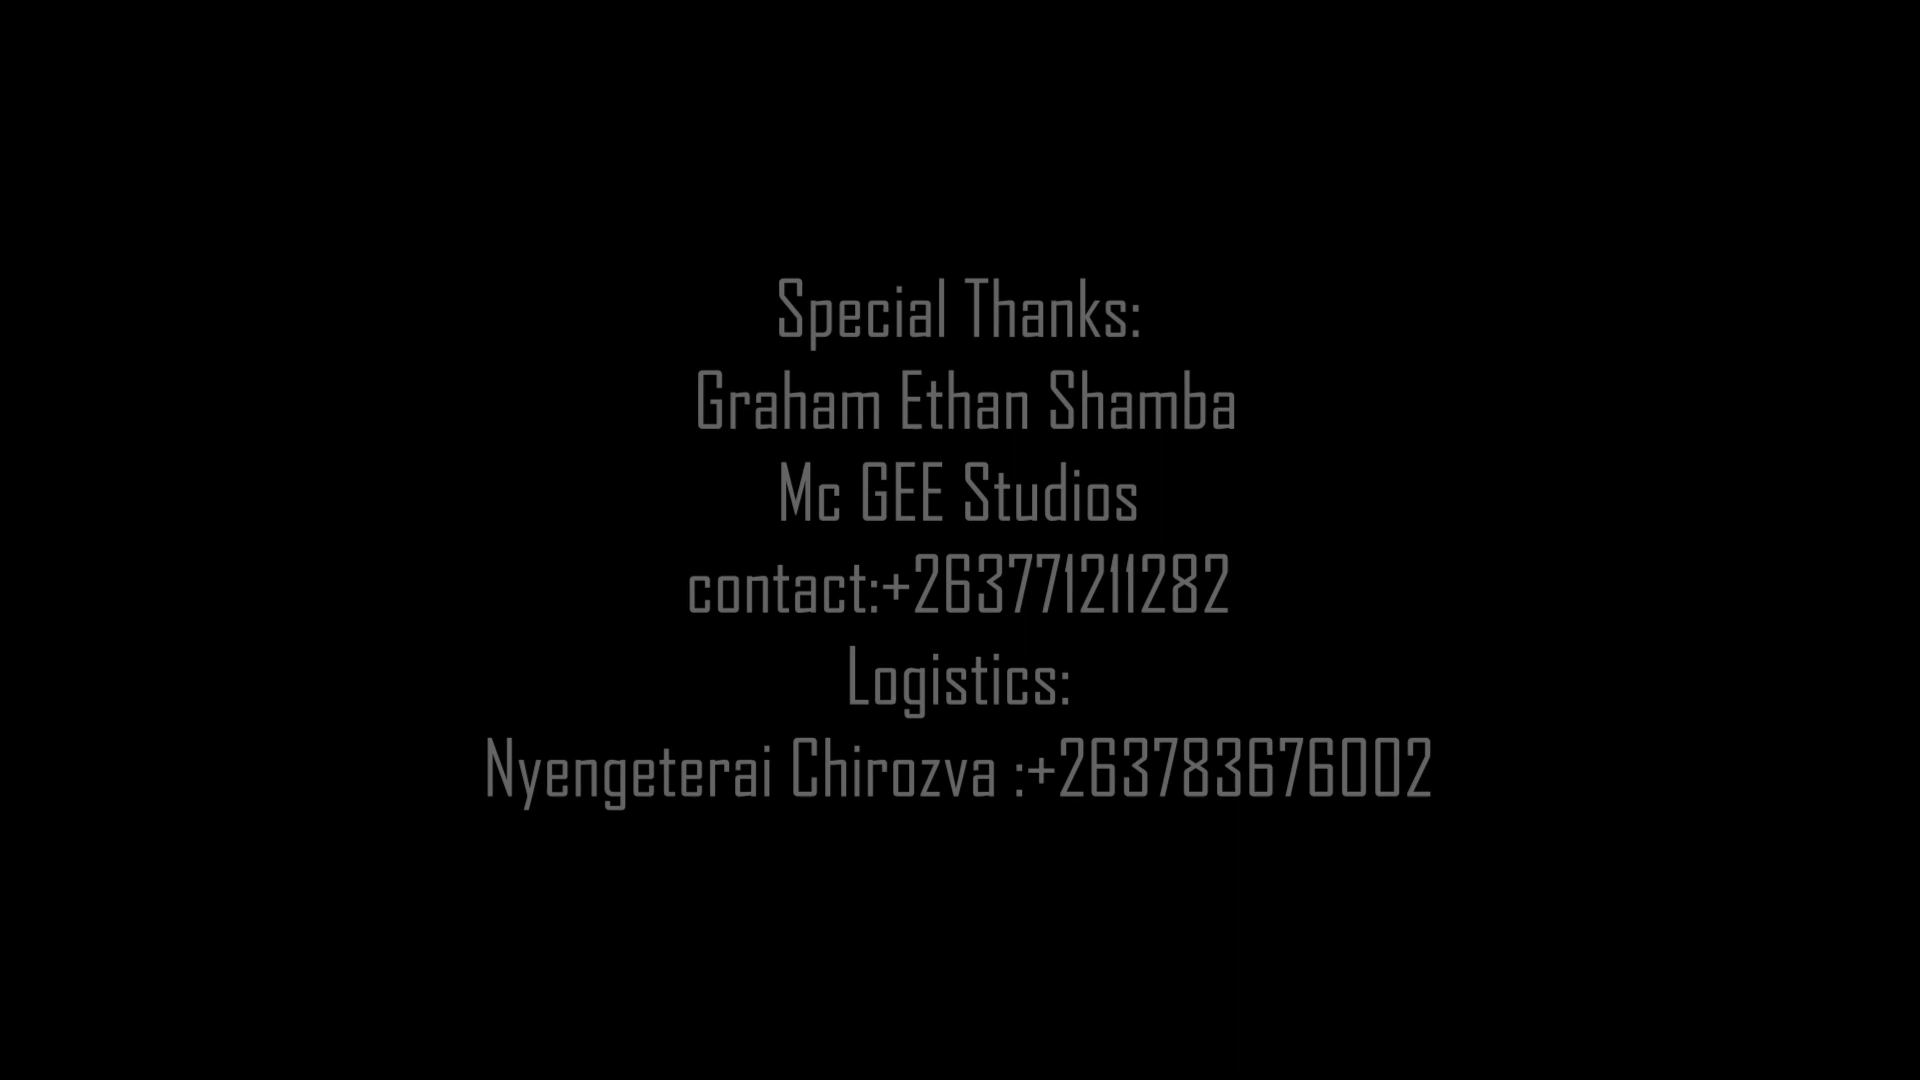 Special Thanks:
Graham Ethan Shamba
Mc GEE Studios
contact:+263771211282
Logistics:
Nyengeterai Chirozva :+263783676002